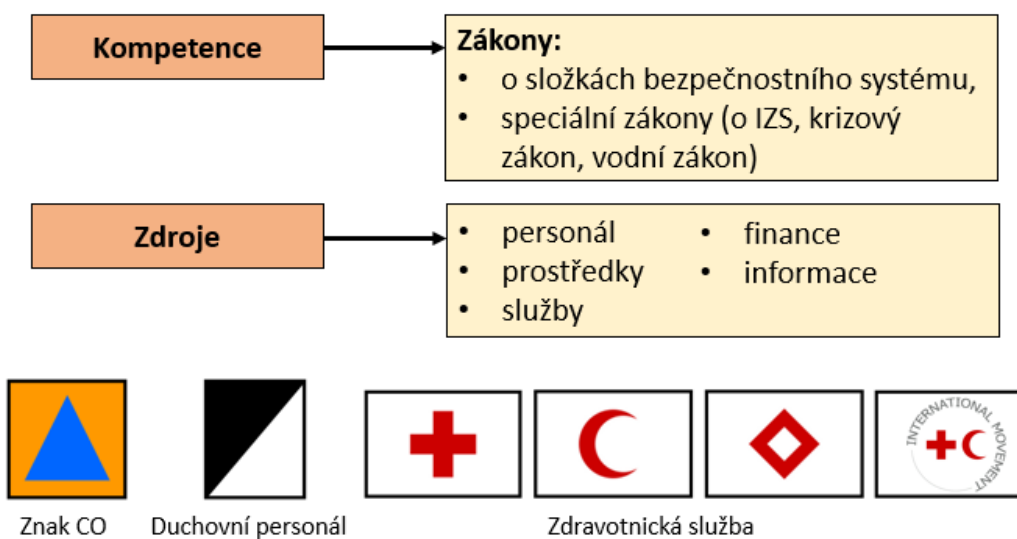 Kompetence
Zákony:
• o složkách bezpečnostního systému,
• speciální zákony (o IZS, krizový
zákon, vodní zákon)
Zdroje
• personál
• prostředky
• služby
• finance
• informace
INTERNATIONAL MOVEMENT
Znak CO
Duchovní personál
Zdravotnická služba